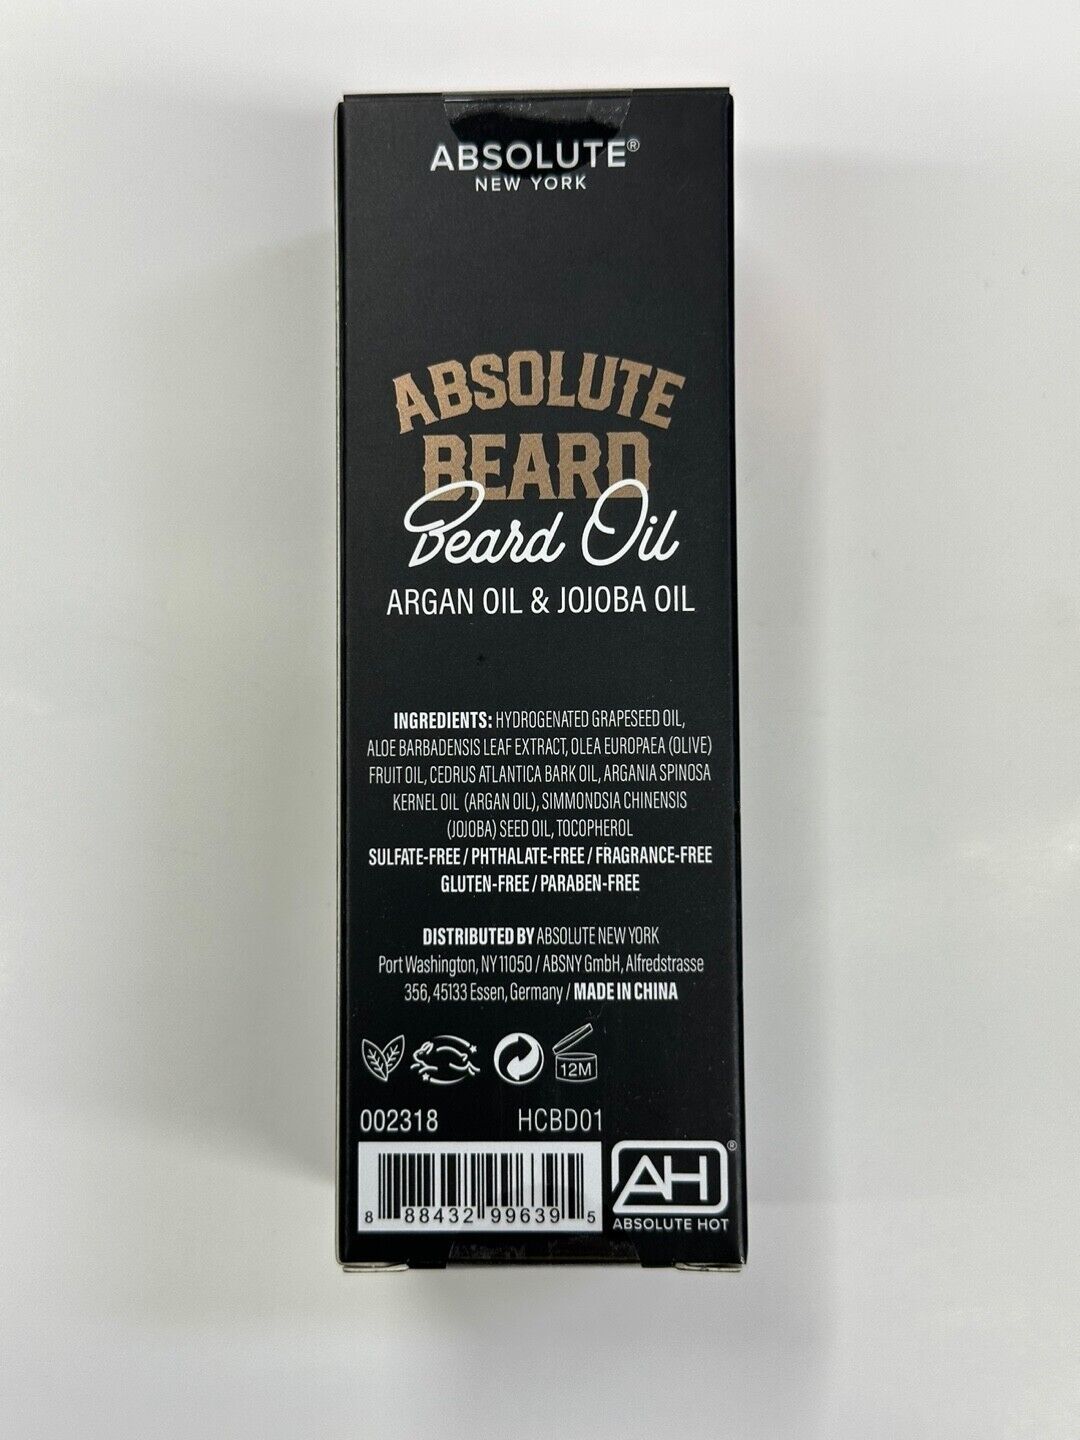 ABSOLUTE®
NEW YORK
ABSOLUTE
BEARD
Beard Oil
ARGAN OIL & JOJOBA OIL
INGREDIENTS: HYDROGENATED GRAPESEED OIL,
ALOE BARBADENSIS LEAF EXTRACT, OLEA EUROPAEA (OLIVE)
FRUIT OIL, CEDRUS ATLANTICA BARK OIL, ARGANIA SPINOSA
KERNEL OIL (ARGAN OIL), SIMMONDSIA CHINENSIS
(JOJOBA) SEED OIL, TOCOPHEROL
SULFATE-FREE / PHTHALATE-FREE / FRAGRANCE-FREE
GLUTEN-FREE / PARABEN-FREE
DISTRIBUTED BY ABSOLUTE NEW YORK
Port Washington, NY 11050 / ABSNY GmbH, Alfredstrasse
356, 45133 Essen, Germany / MADE IN CHINA
12M
002318 HCBD01
AH®
8 88432 99639 5
ABSOLUTE HOT